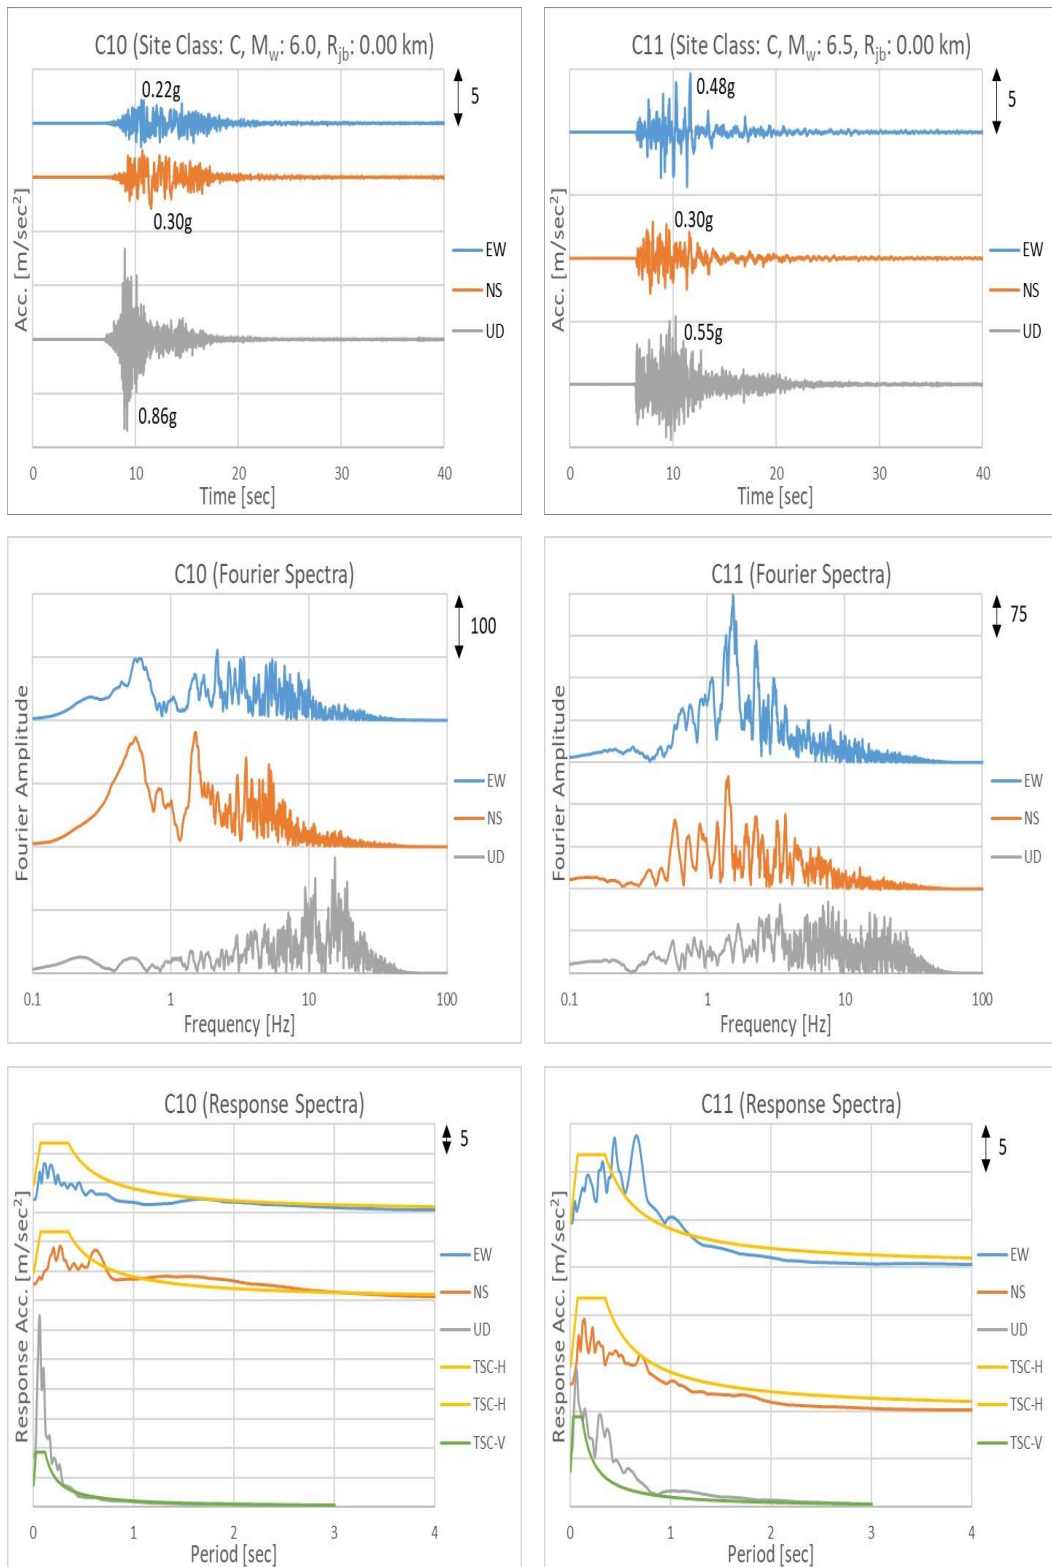 C10 (Site Class: C, Mw: 6.0, Rjb: 0.00 km)
5
0.22g
0.30g
0.86g
Acc. [m/sec²]
EW
NS
UD
0 10 20 30 40
Time [sec]
C11 (Site Class: C, Mw: 6.5, Rjb: 0.00 km)
5
0.48g
0.30g
0.55g
Acc. [m/sec²]
EW
NS
UD
0 10 20 30 40
Time [sec]
C10 (Fourier Spectra)
100
Fourier Amplitude
EW
NS
UD
0.1 1 10 100
Frequency [Hz]
C11 (Fourier Spectra)
75
Fourier Amplitude
EW
NS
UD
0.1 1 10 100
Frequency [Hz]
C10 (Response Spectra)
5
Response Acc. [m/sec²]
EW
NS
UD
TSC-H
TSC-H
TSC-V
0 1 2 3 4
Period [sec]
C11 (Response Spectra)
5
Response Acc. [m/sec²]
EW
NS
UD
TSC-H
TSC-H
TSC-V
0 1 2 3 4
Period [sec]